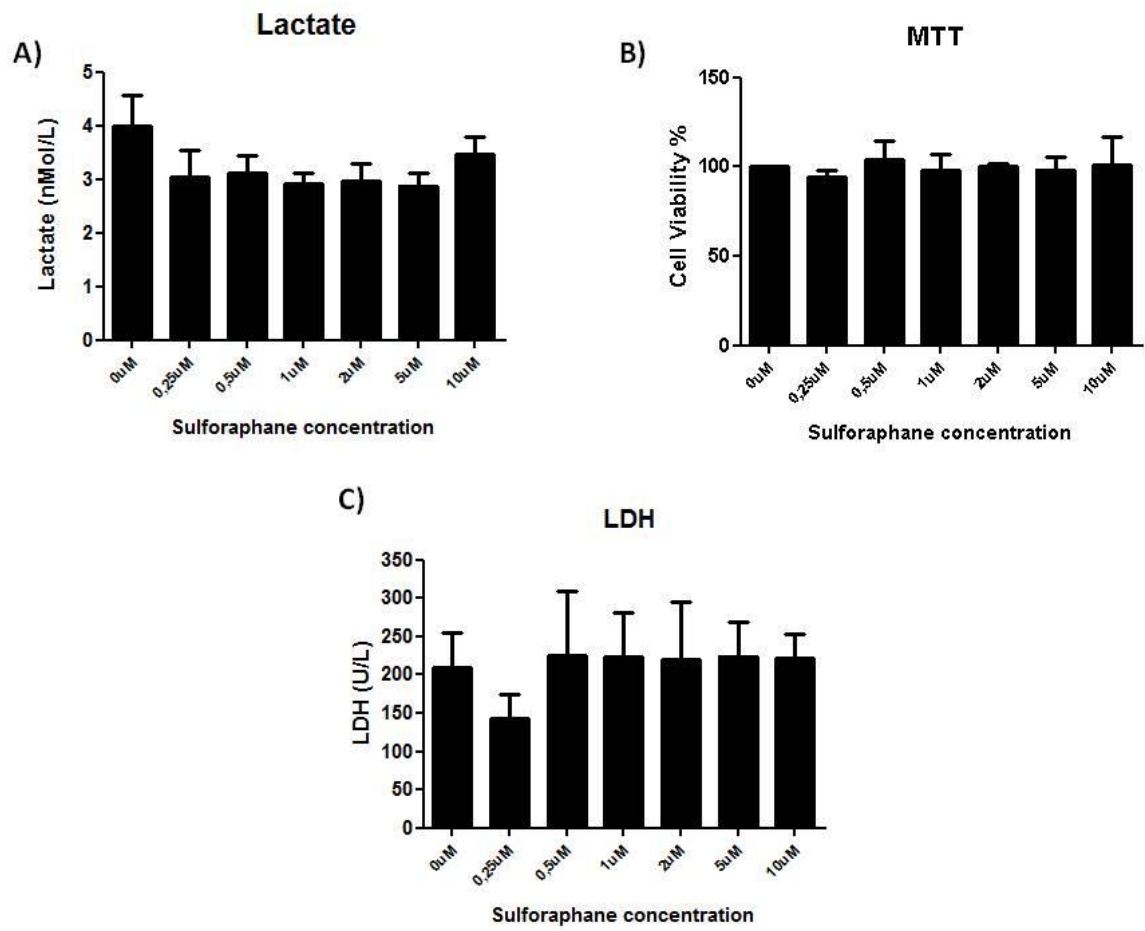 Lactate
A)
Lactate (nMol/L)
5
4
3
2
1
0
0uM
0,25uM
0,5uM
1uM
2uM
5uM
10uM
Sulforaphane concentration
MTT
B)
Cell Viability %
150
100
50
0
0uM
0,25uM
0,5uM
1uM
2uM
5uM
10uM
Sulforaphane concentration
C)
LDH
LDH (U/L)
350
300
250
200
150
100
50
0
0uM
0,25uM
0,5uM
1uM
2uM
5uM
10uM
Sulforaphane concentration